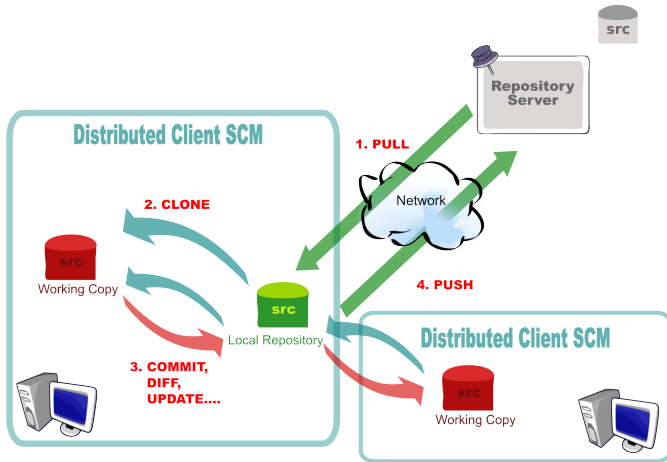 src
Repository
Server
Distributed Client SCM
1. PULL
2. CLONE
Network
src
Working Copy
4. PUSH
src
Local Repository
Distributed Client SCM
3. COMMIT,
DIFF,
UPDATE....
src
Working Copy